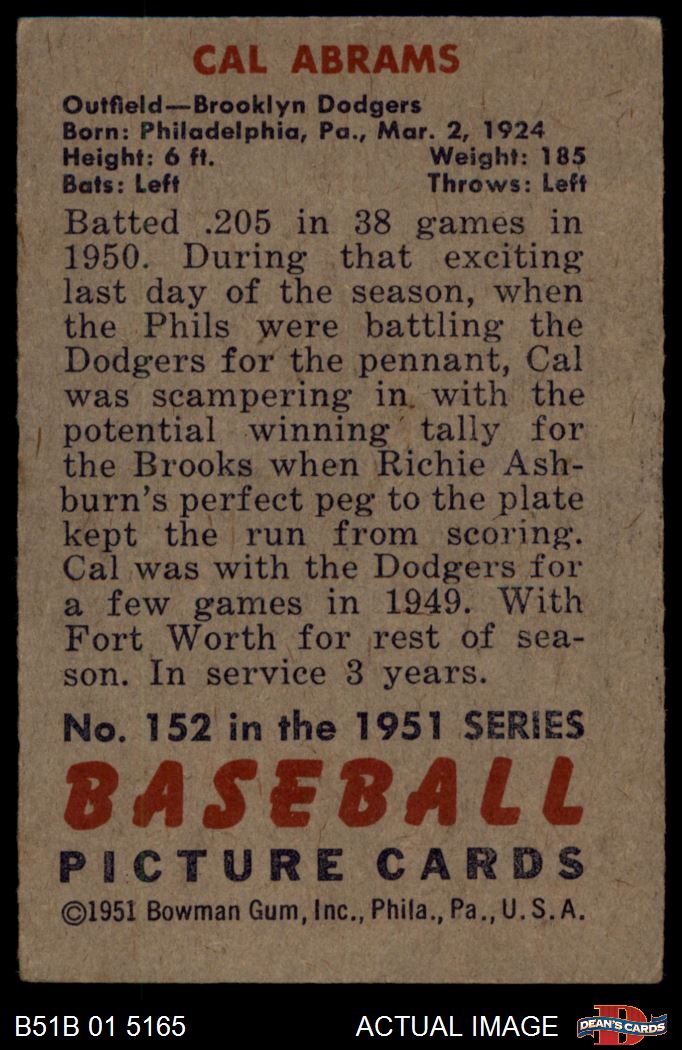 CAL ABRAMS
Outfield—Brooklyn Dodgers
Born: Philadelphia, Pa., Mar. 2, 1924
Height: 6 ft. Weight: 185
Bats: Left Throws: Left
Batted .205 in 38 games in
1950. During that exciting
last day of the season, when
the Phils were battling the
Dodgers for the pennant, Cal
was scampering in with the
potential winning tally for
the Brooks when Richie Ash-
burn's perfect peg to the plate
kept the run from scoring.
Cal was with the Dodgers for
a few games in 1949. With
Fort Worth for rest of sea-
son. In service 3 years.
No. 152 in the 1951 SERIES
BASEBALL
PICTURE CARDS
©1951 Bowman Gum, Inc., Phila., Pa., U. S. A.
B51B 01 5165 ACTUAL IMAGE
D
DEAN'S CARDS